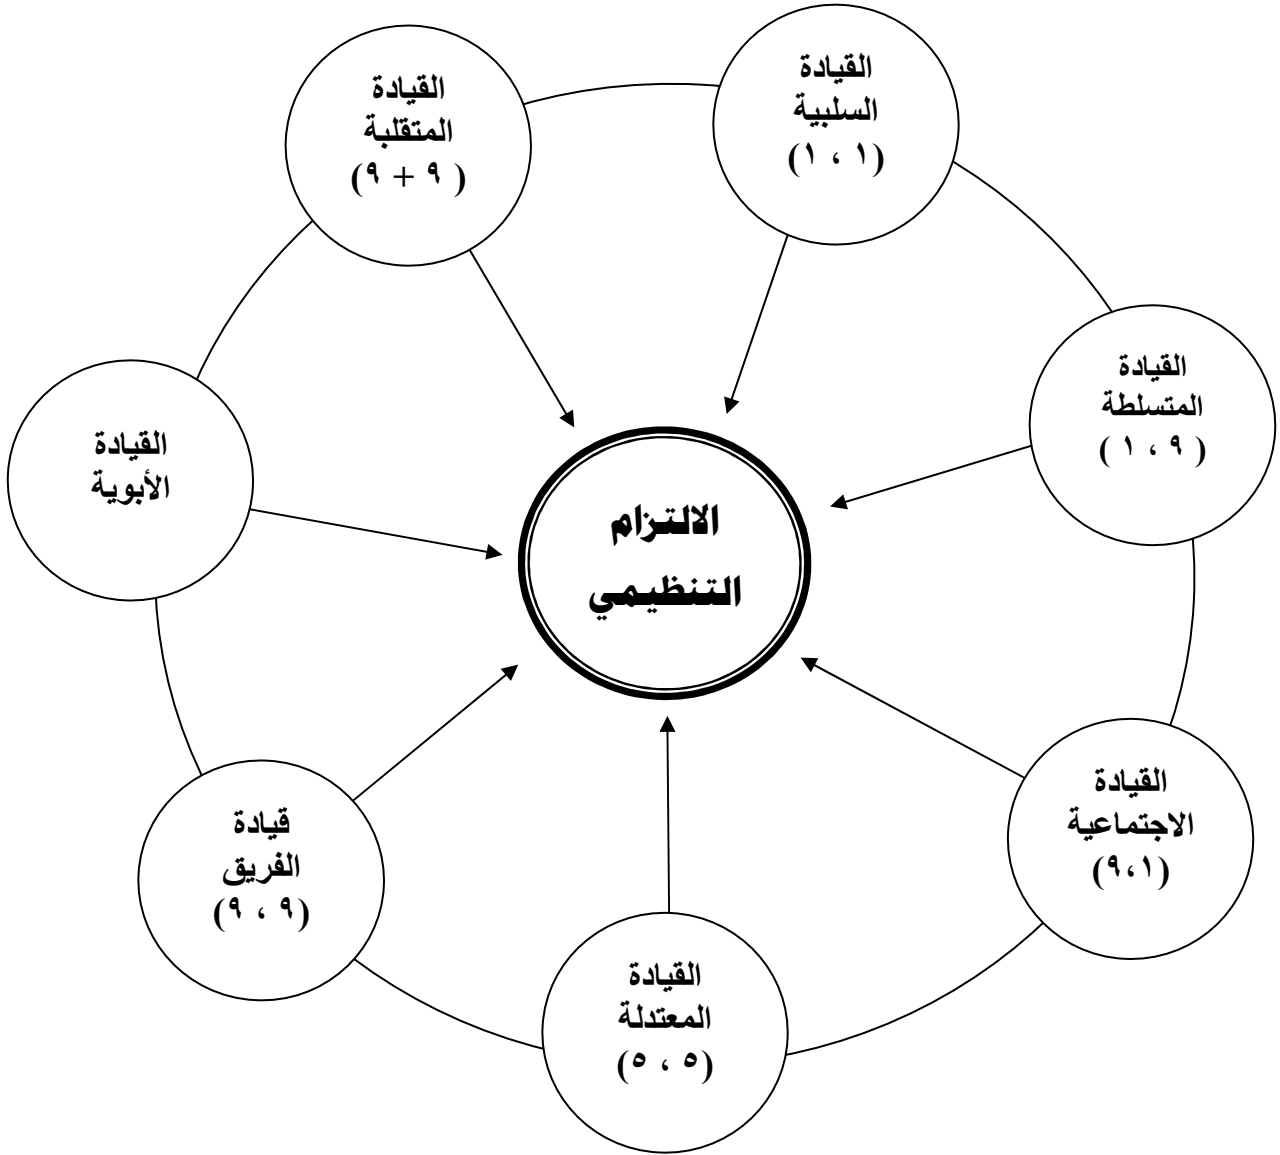 القيادة
السلبية
(١ ، ١)
القيادة
المتقلبة
(٩ + ٩ )
القيادة
المتسلطة
( ٩ ، ١ )
القيادة
الأبوية
الالتزام
التنظيمي
القيادة
الاجتماعية
(١،٩)
قيادة
الفريق
(٩ ، ٩)
القيادة
المعتدلة
(٥ ، ٥)